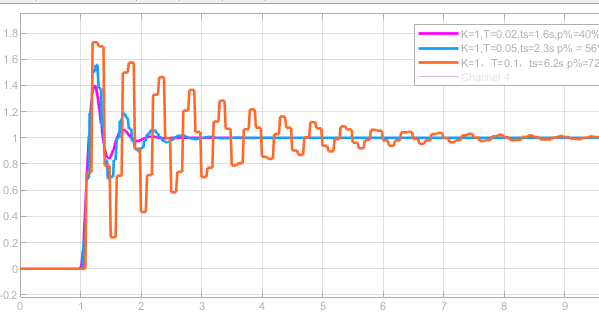 1.8
K=1,T=0.02,ts=1.6s,p%=40%
K=1,T=0.05,ts=2.3s p% = 56%
K=1，T=0.1，ts=6.2s p%=72
Channel 4
1.6
1.4
1.2
1
0.8
0.6
0.4
0.2
0
-0.2
0 1 2 3 4 5 6 7 8 9